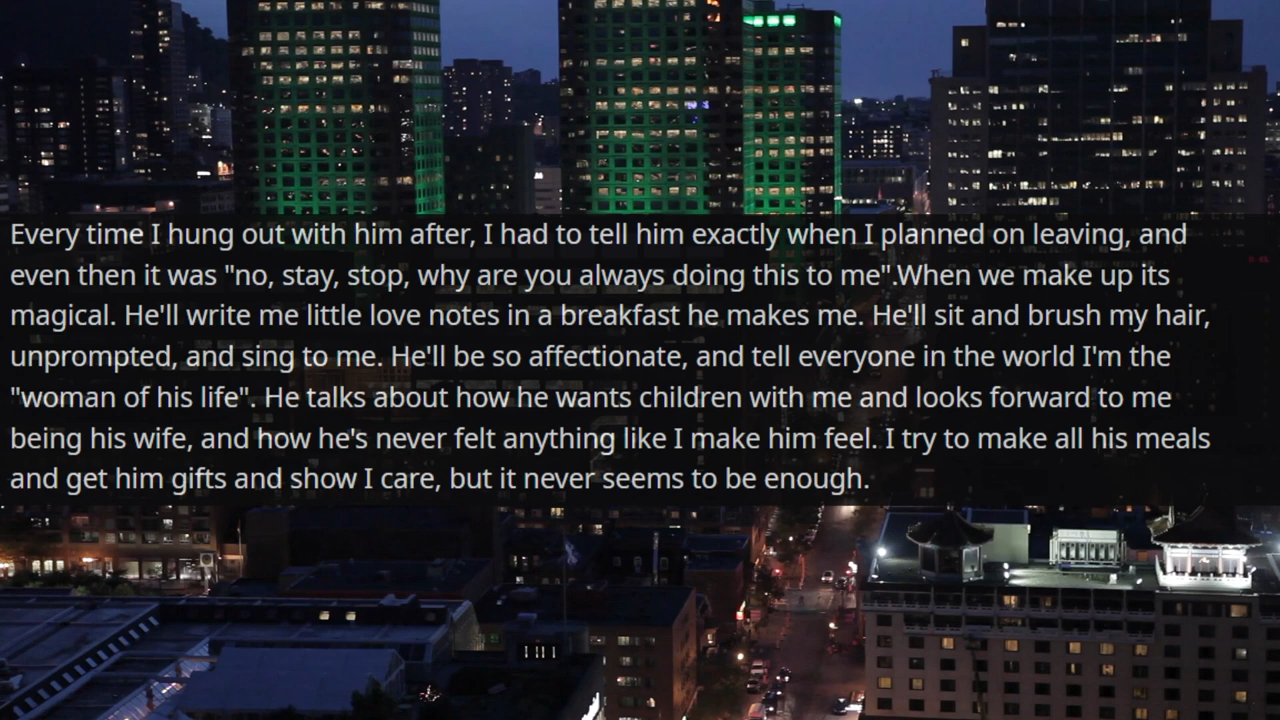 Every time I hung out with him after, I had to tell him exactly when I planned on leaving, and
even then it was "no, stay, stop, why are you always doing this to me".When we make up its
magical. He'll write me little love notes in a breakfast he makes me. He'll sit and brush my hair,
unprompted, and sing to me. He'll be so affectionate, and tell everyone in the world I'm the
"woman of his life". He talks about how he wants children with me and looks forward to me
being his wife, and how he's never felt anything like I make him feel. I try to make all his meals
and get him gifts and show I care, but it never seems to be enough.